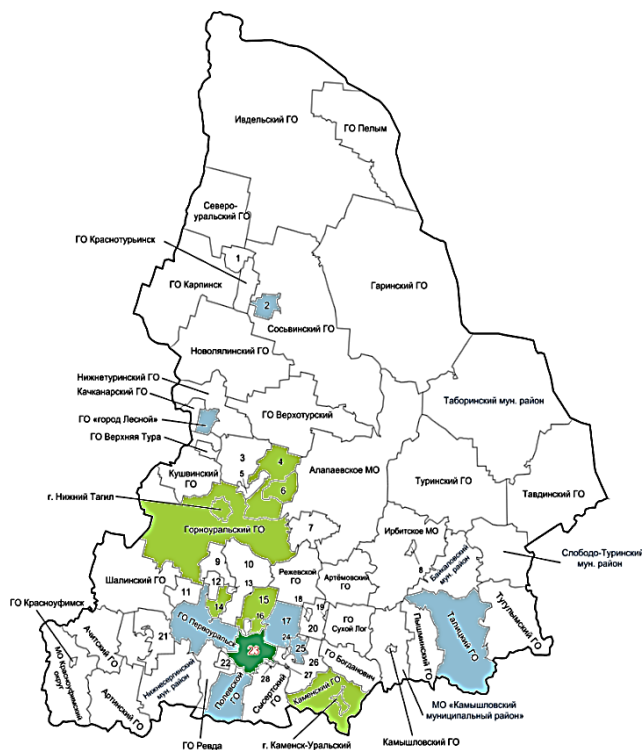 Ивдельский ГО
ГО Пелым
Северо-
уральский ГО
ГО Краснотурьинск
1
ГО Карпинск
Гаринский ГО
2
Сосьвинский ГО
Новолялинский ГО
Нижнетуринский ГО
Качканарский ГО
Таборинский мун. район
ГО «город Лесной»
ГО Верхотурский
ГО Верхняя Тура
3
4
Алапаевское МО
Кушвинский
ГО
5
6
Туринский ГО
Тавдинский ГО
г. Нижний Тагил
Горноуральский ГО
7
Ирбитское МО
Слободо-Туринский
мун. район
Байкаловский
мун. район
8
9
10
Шалинский ГО
Режевской
ГО
Артёмовский
ГО
11
12
13
14
15
16
17
18
19
20
ГО Красноуфимск
ГО Первоуральск
ГО
Сухой Лог
Талицкий ГО
Тугулымский ГО
Пышминский ГО
Ачитский ГО
МО Красноуфимский
округ
21
Артинский ГО
Нижнесергинский
мун. район
22
23
24
25
26
27
28
ГО Богданович
Полевской
ГО
Сысертский
ГО
Каменский ГО
МО «Камышловский
муниципальный район»
ГО Ревда
г. Каменск-Уральский
Камышловский ГО